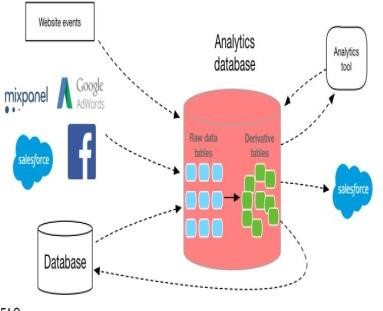 Website events
Analytics
database
Analytics
tool
mixpanel
Google
AdWords
Raw data
tables
Derivative
tables
salesforce
salesforce
Database